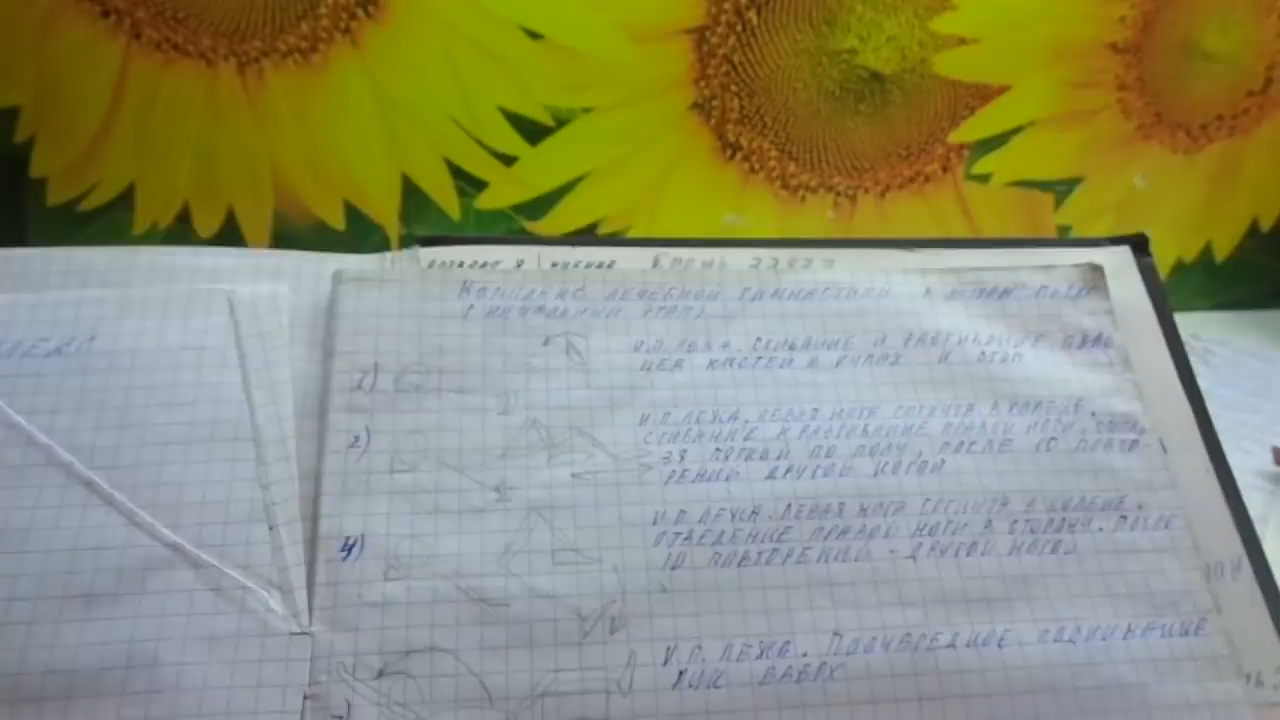 ЛЕКС
КОМПЛЕКС ЛЕЧЕБНОЙ ГИМНАСТИКИ
(НАЧАЛЬНЫЙ ЭТАП)
1)
И.П. ЛЕЖА. СГИБАНИЕ И РАЗГИБАНИЕ ПАЛЬ
ЦЕВ КИСТЕЙ В И СТОП
2)
И.П. ЛЕЖА. ЛЕВАЯ НОГА СОГНУТА В КОЛЕНЕ.
СГИБАНИЕ И РАЗГИБАНИЕ ПРАВОЙ НОГИ,
ЗЯ ПЯТКОЙ ПО ПОЛУ, ПОСЛЕ 10 ПОВТО-
РЕНИЙ ДРУГОЙ НОГОЙ
4)
И.П. ЛЕЖА. ЛЕВАЯ НОГА СОГНУТА В КОЛЕНЕ.
ОТВЕДЕНИЕ ПРАВОЙ НОГИ В СТОРОНУ. ПОСЛЕ
10 ПОВТОРЕНИЙ - ДРУГОЙ НОГОЙ
И.П. ЛЕЖА. ПООЧЕРЕДНОЕ ПОДНИМАНИЕ
РУК ВВЕРХ